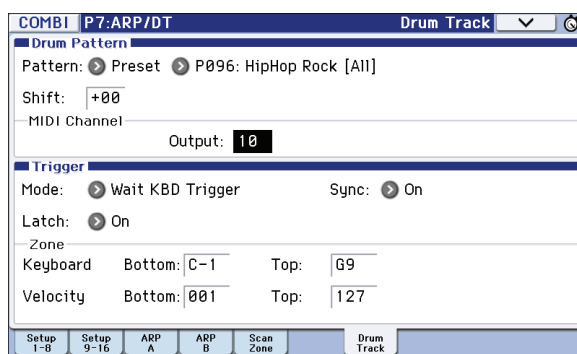 COMBI P7:ARP/DT Drum Track
Drum Pattern
Pattern: Preset P096: HipHop Rock [All]
Shift: +00
MIDI Channel
Output: 10
Trigger
Mode: Wait KBD Trigger Sync: On
Latch: On
Zone
Keyboard Bottom: C-1 Top: G9
Velocity Bottom: 001 Top: 127
Setup 1-8 Setup 9-16 ARP A ARP B Scan Zone Drum Track